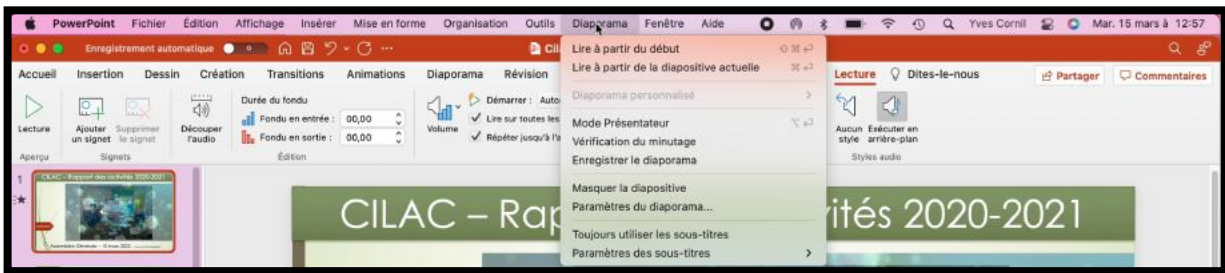 PowerPoint Fichier Édition Affichage Insérer Mise en forme Organisation Outils Diaporama Fenêtre Aide Yves Cornil Mar. 15 mars à 12:57
Enregistrement automatique
Accueil Insertion Dessin Création Transitions Animations Diaporama Révision Lecture Dites-le-nous Partager Commentaires
Lecture
Ajouter un signet
Supprimer le signet
Découper l'audio
Durée du fondu
Fondu en entrée : 00,00
Fondu en sortie : 00,00
Volume
Démarrer : Auto
Lire sur toutes les
Répéter jusqu'à l'a
Aucun style
Exécuter en arrière-plan
Aperçu Signets Édition Styles audio
Lire à partir du début
Lire à partir de la diapositive actuelle
Diaporama personnalisé
Mode Présentateur
Vérification du minutage
Enregistrer le diaporama
Masquer la diapositive
Paramètres du diaporama...
Toujours utiliser les sous-titres
Paramètres des sous-titres
1
CILAC – Rapport des activités 2020-2021
CILAC – Rap
ités 2020-2021